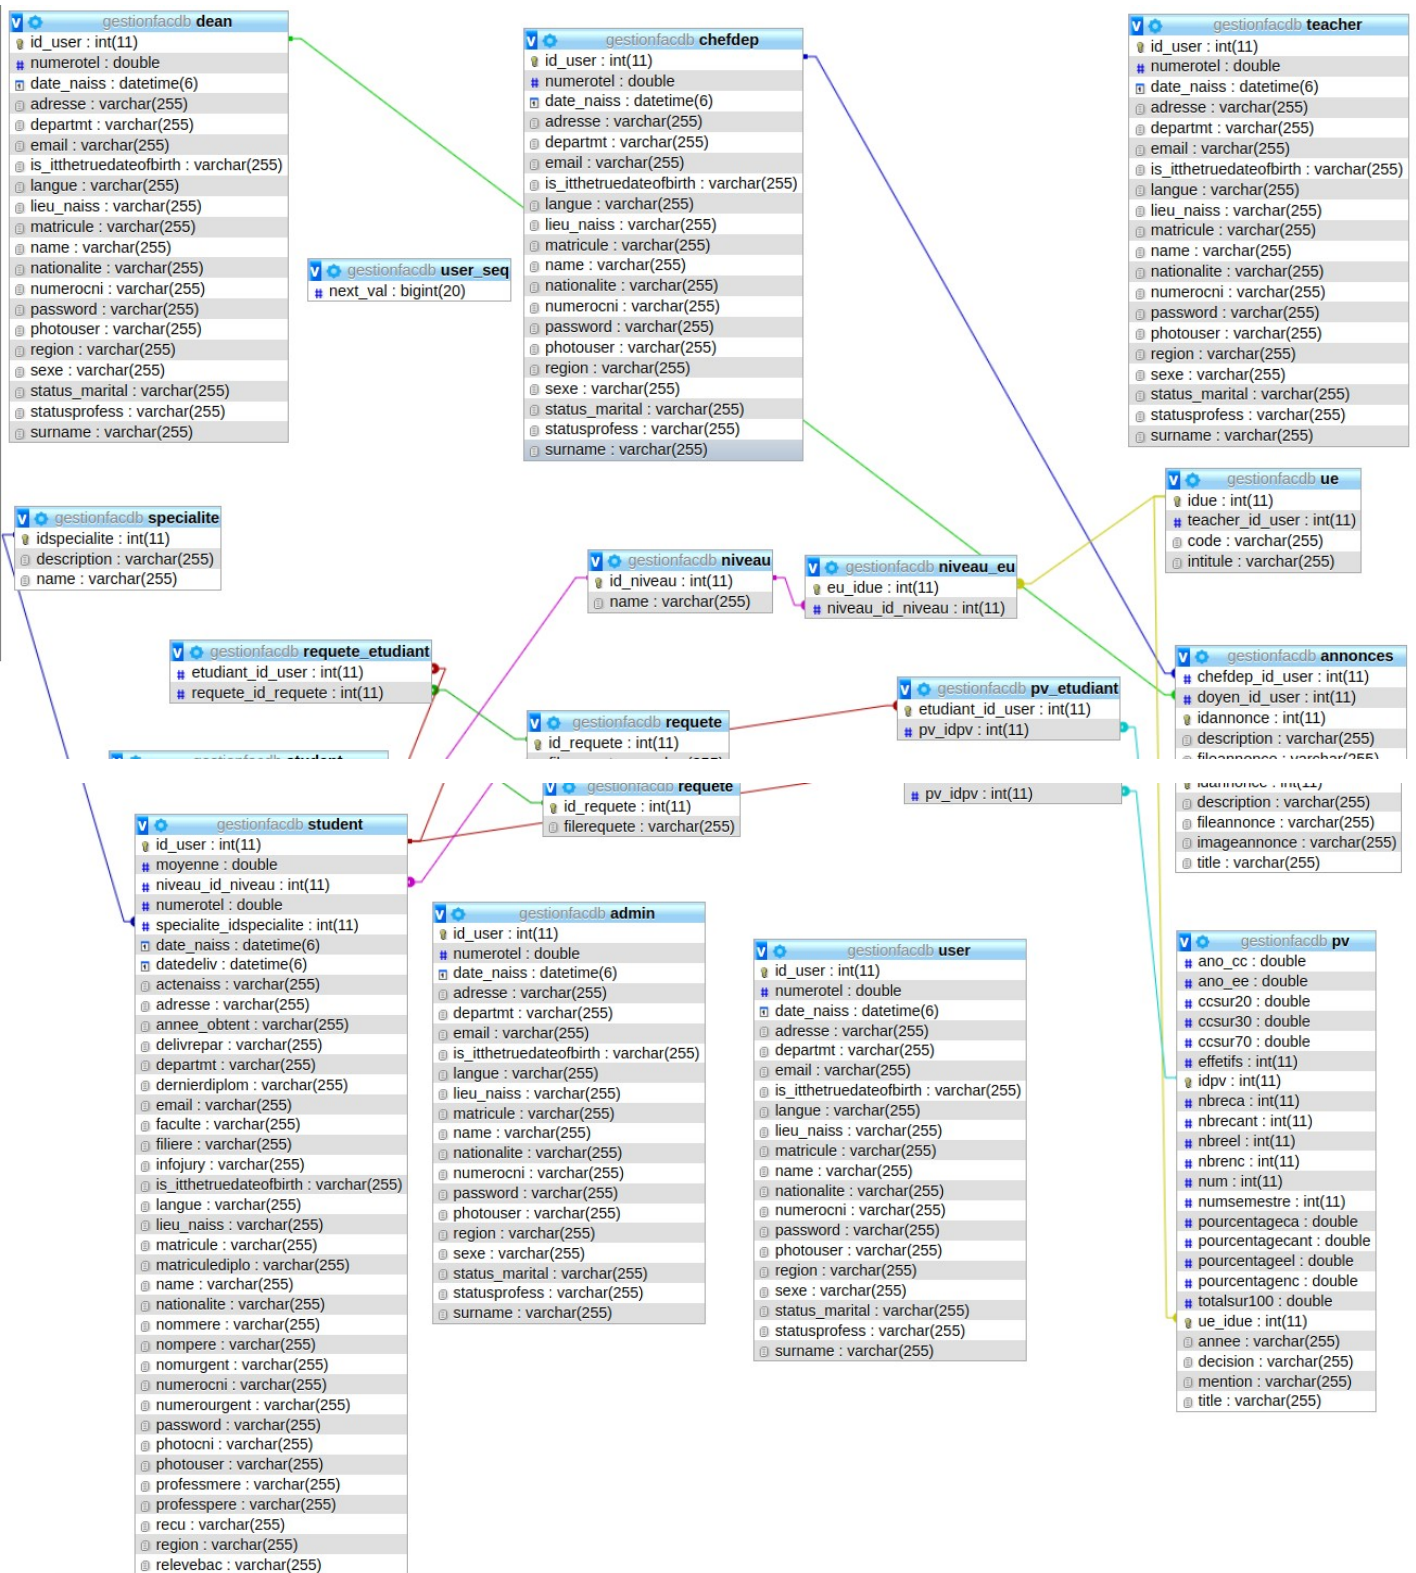 gestionfacdb dean
id_user : int(11)
numerotel : double
date_naiss : datetime(6)
adresse : varchar(255)
departmt : varchar(255)
email : varchar(255)
is_itthetruedateofbirth : varchar(255)
langue : varchar(255)
lieu_naiss : varchar(255)
matricule : varchar(255)
name : varchar(255)
nationalite : varchar(255)
numerocni : varchar(255)
password : varchar(255)
photouser : varchar(255)
region : varchar(255)
sexe : varchar(255)
status_marital : varchar(255)
statusprofess : varchar(255)
surname : varchar(255)
gestionfacdb user_seq
next_val : bigint(20)
gestionfacdb chefdep
id_user : int(11)
numerotel : double
date_naiss : datetime(6)
adresse : varchar(255)
departmt : varchar(255)
email : varchar(255)
is_itthetruedateofbirth : varchar(255)
langue : varchar(255)
lieu_naiss : varchar(255)
matricule : varchar(255)
name : varchar(255)
nationalite : varchar(255)
numerocni : varchar(255)
password : varchar(255)
photouser : varchar(255)
region : varchar(255)
sexe : varchar(255)
status_marital : varchar(255)
statusprofess : varchar(255)
surname : varchar(255)
gestionfacdb teacher
id_user : int(11)
numerotel : double
date_naiss : datetime(6)
adresse : varchar(255)
departmt : varchar(255)
email : varchar(255)
is_itthetruedateofbirth : varchar(255)
langue : varchar(255)
lieu_naiss : varchar(255)
matricule : varchar(255)
name : varchar(255)
nationalite : varchar(255)
numerocni : varchar(255)
password : varchar(255)
photouser : varchar(255)
region : varchar(255)
sexe : varchar(255)
status_marital : varchar(255)
statusprofess : varchar(255)
surname : varchar(255)
gestionfacdb specialite
idspecialite : int(11)
description : varchar(255)
name : varchar(255)
gestionfacdb niveau
id_niveau : int(11)
name : varchar(255)
gestionfacdb niveau_eu
eu_idue : int(11)
niveau_id_niveau : int(11)
gestionfacdb ue
idue : int(11)
teacher_id_user : int(11)
code : varchar(255)
intitule : varchar(255)
gestionfacdb requete_etudiant
etudiant_id_user : int(11)
requete_id_requete : int(11)
gestionfacdb requete
id_requete : int(11)
gestionfacdb pv_etudiant
etudiant_id_user : int(11)
pv_idpv : int(11)
gestionfacdb annonces
chefdep_id_user : int(11)
doyen_id_user : int(11)
idannonce : int(11)
description : varchar(255)
fileannonce : varchar(255)
gestionfacdb requete
id_requete : int(11)
filerequete : varchar(255)
pv_idpv : int(11)
idannonce : int(11)
description : varchar(255)
fileannonce : varchar(255)
imageannonce : varchar(255)
title : varchar(255)
gestionfacdb student
id_user : int(11)
moyenne : double
niveau_id_niveau : int(11)
numerotel : double
specialite_idspecialite : int(11)
date_naiss : datetime(6)
datedeliv : datetime(6)
actenaiss : varchar(255)
adresse : varchar(255)
annee_obtent : varchar(255)
delivrepar : varchar(255)
departmt : varchar(255)
dernierdiplom : varchar(255)
email : varchar(255)
faculte : varchar(255)
filiere : varchar(255)
infojury : varchar(255)
is_itthetruedateofbirth : varchar(255)
langue : varchar(255)
lieu_naiss : varchar(255)
matricule : varchar(255)
matriculediplo : varchar(255)
name : varchar(255)
nationalite : varchar(255)
nommere : varchar(255)
nompere : varchar(255)
nomurgent : varchar(255)
numerocni : varchar(255)
numerourgent : varchar(255)
password : varchar(255)
photocni : varchar(255)
photouser : varchar(255)
professmere : varchar(255)
professpere : varchar(255)
recu : varchar(255)
region : varchar(255)
relevebac : varchar(255)
gestionfacdb admin
id_user : int(11)
numerotel : double
date_naiss : datetime(6)
adresse : varchar(255)
departmt : varchar(255)
email : varchar(255)
is_itthetruedateofbirth : varchar(255)
langue : varchar(255)
lieu_naiss : varchar(255)
matricule : varchar(255)
name : varchar(255)
nationalite : varchar(255)
numerocni : varchar(255)
password : varchar(255)
photouser : varchar(255)
region : varchar(255)
sexe : varchar(255)
status_marital : varchar(255)
statusprofess : varchar(255)
surname : varchar(255)
gestionfacdb user
id_user : int(11)
numerotel : double
date_naiss : datetime(6)
adresse : varchar(255)
departmt : varchar(255)
email : varchar(255)
is_itthetruedateofbirth : varchar(255)
langue : varchar(255)
lieu_naiss : varchar(255)
matricule : varchar(255)
name : varchar(255)
nationalite : varchar(255)
numerocni : varchar(255)
password : varchar(255)
photouser : varchar(255)
region : varchar(255)
sexe : varchar(255)
status_marital : varchar(255)
statusprofess : varchar(255)
surname : varchar(255)
gestionfacdb pv
ano_cc : double
ano_ee : double
ccsur20 : double
ccsur30 : double
ccsur70 : double
effetifs : int(11)
idpv : int(11)
nbreca : int(11)
nbrecant : int(11)
nbreel : int(11)
nbrenc : int(11)
num : int(11)
numsemestre : int(11)
pourcentageca : double
pourcentagecant : double
pourcentageel : double
pourcentagenc : double
totalsur100 : double
ue_idue : int(11)
annee : varchar(255)
decision : varchar(255)
mention : varchar(255)
title : varchar(255)